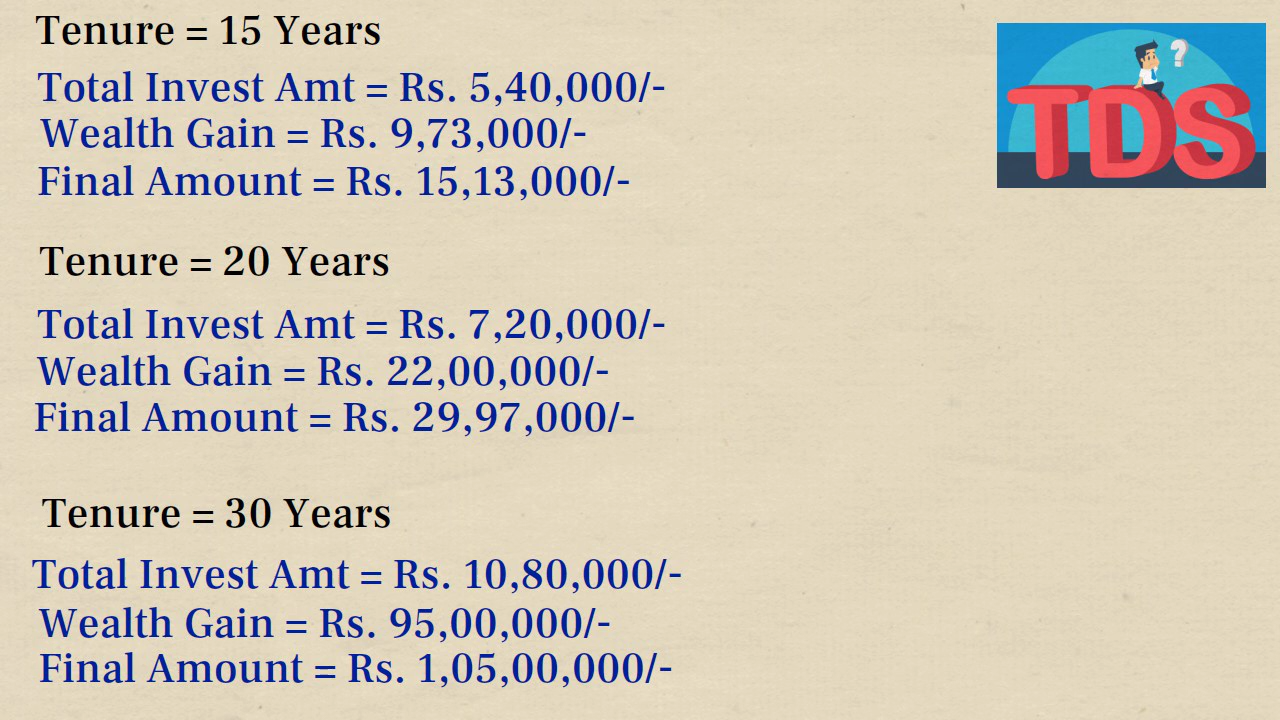 Tenure = 15 Years
Total Invest Amt = Rs. 5,40,000/-
Wealth Gain = Rs. 9,73,000/-
Final Amount = Rs. 15,13,000/-
TDS
?
Tenure = 20 Years
Total Invest Amt = Rs. 7,20,000/-
Wealth Gain = Rs. 22,00,000/-
Final Amount = Rs. 29,97,000/-
Tenure = 30 Years
Total Invest Amt = Rs. 10,80,000/-
Wealth Gain = Rs. 95,00,000/-
Final Amount = Rs. 1,05,00,000/-